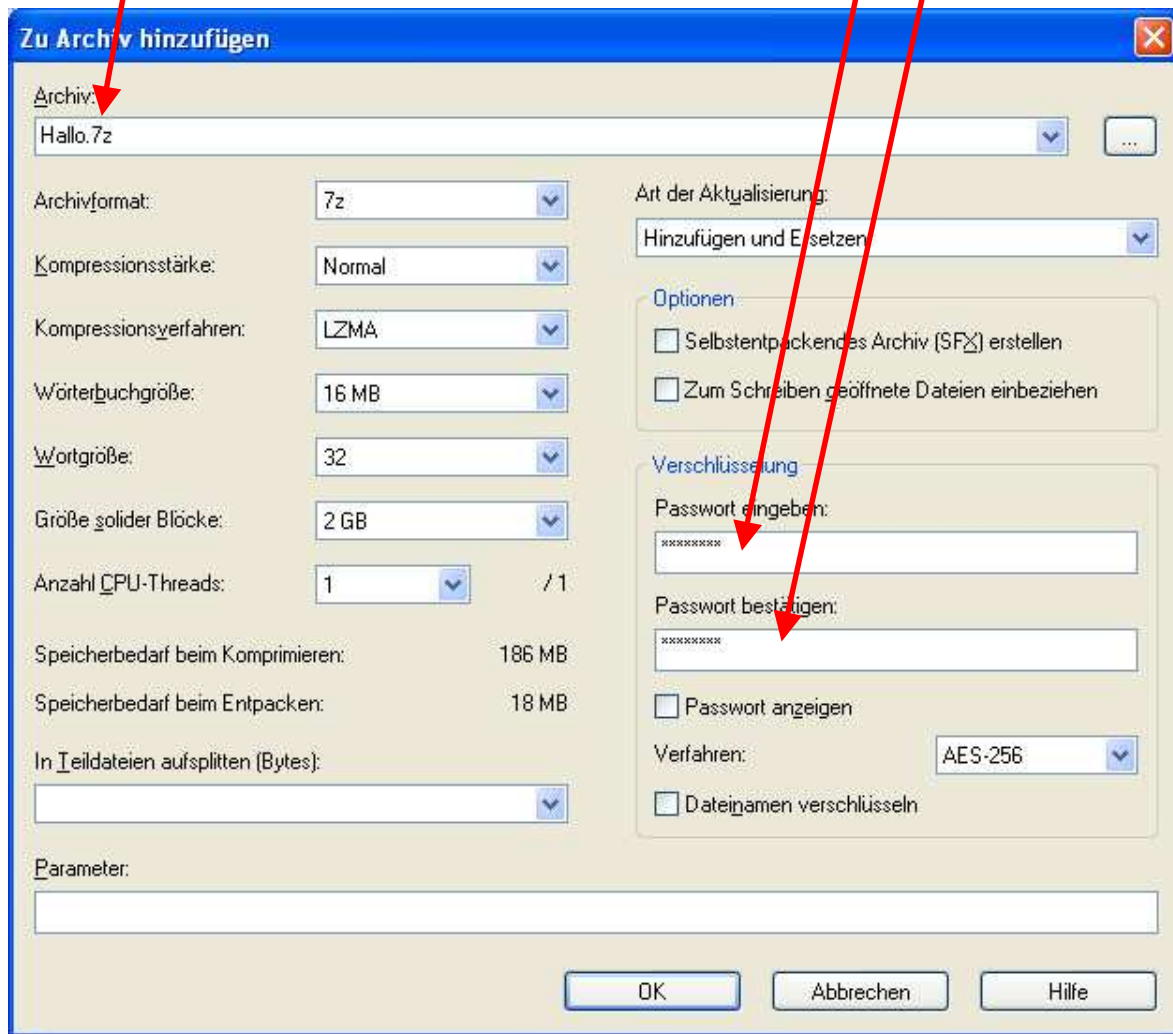 Zu Archiv hinzufügen
Archiv:
Hallo.7z
...
Archivformat:
7z
Kompressionsstärke:
Normal
Kompressionsverfahren:
LZMA
Wörterbuchgröße:
16 MB
Wortgröße:
32
Größe solider Blöcke:
2 GB
Anzahl CPU-Threads:
1
/ 1
Speicherbedarf beim Komprimieren:
186 MB
Speicherbedarf beim Entpacken:
18 MB
In Teildateien aufsplitten (Bytes):
Art der Aktualisierung:
Hinzufügen und Ersetzen
Optionen
Selbstentpackendes Archiv (SFX) erstellen
Zum Schreiben geöffnete Dateien einbeziehen
Verschlüsselung
Passwort eingeben:
********
Passwort bestätigen:
********
Passwort anzeigen
Verfahren:
AES-256
Dateinamen verschlüsseln
Parameter:
OK
Abbrechen
Hilfe